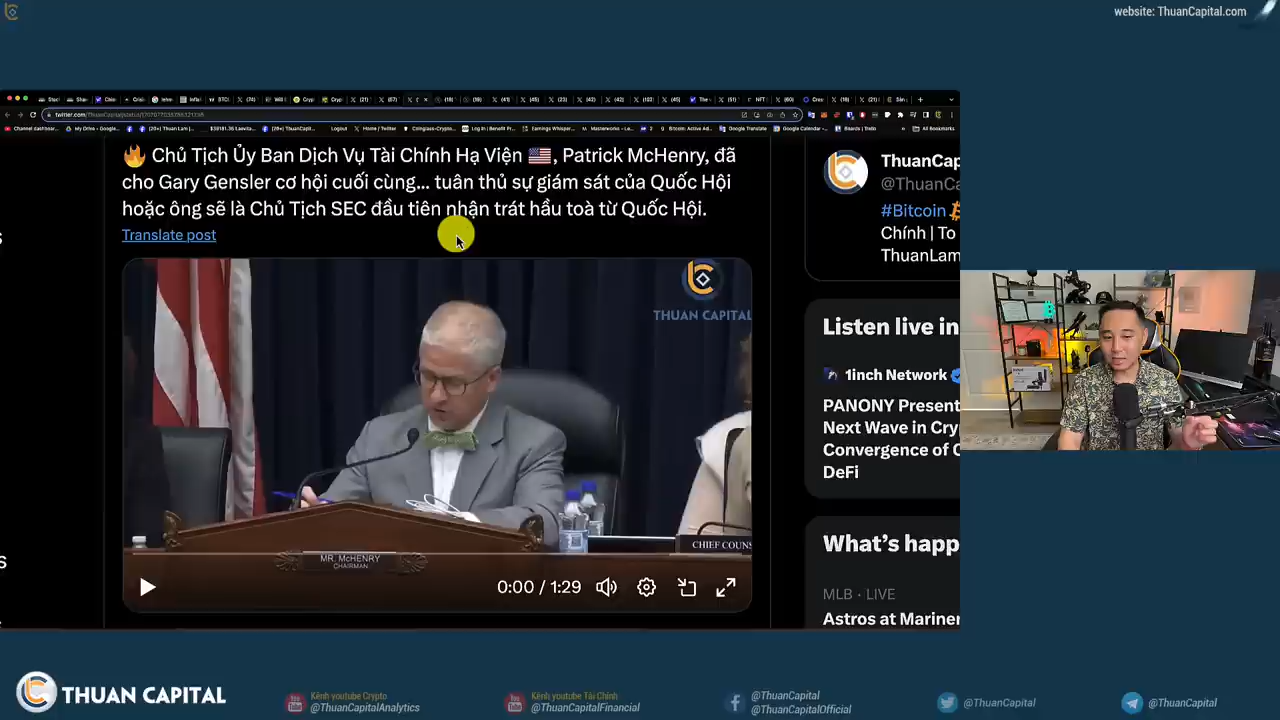 website: ThuanCapital.com
🔥 Chủ Tịch Ủy Ban Dịch Vụ Tài Chính Hạ Viện 🇺🇸, Patrick McHenry, đã
cho Gary Gensler cơ hội cuối cùng... tuân thủ sự giám sát của Quốc Hội
hoặc ông sẽ là Chủ Tịch SEC đầu tiên nhận trát hầu toà từ Quốc Hội.
Translate post
THUAN CAPITAL
MR. McHENRY
CHAIRMAN
CHIEF COUNS
0:00 / 1:29
ThuanCap
@ThuanCa
#Bitcoin
Chính | To
ThuanLam
Listen live in
1inch Network
PANONY Present
Next Wave in Cry
Convergence of C
DeFi
What's happ
MLB · LIVE
Astros at Mariner
THUAN CAPITAL
Kênh youtube Crypto
@ThuanCapitalAnalytics
Kênh youtube Tài Chính
@ThuanCapitalFinancial
@ThuanCapital
@ThuanCapitalOfficial
@ThuanCapital
@ThuanCapital